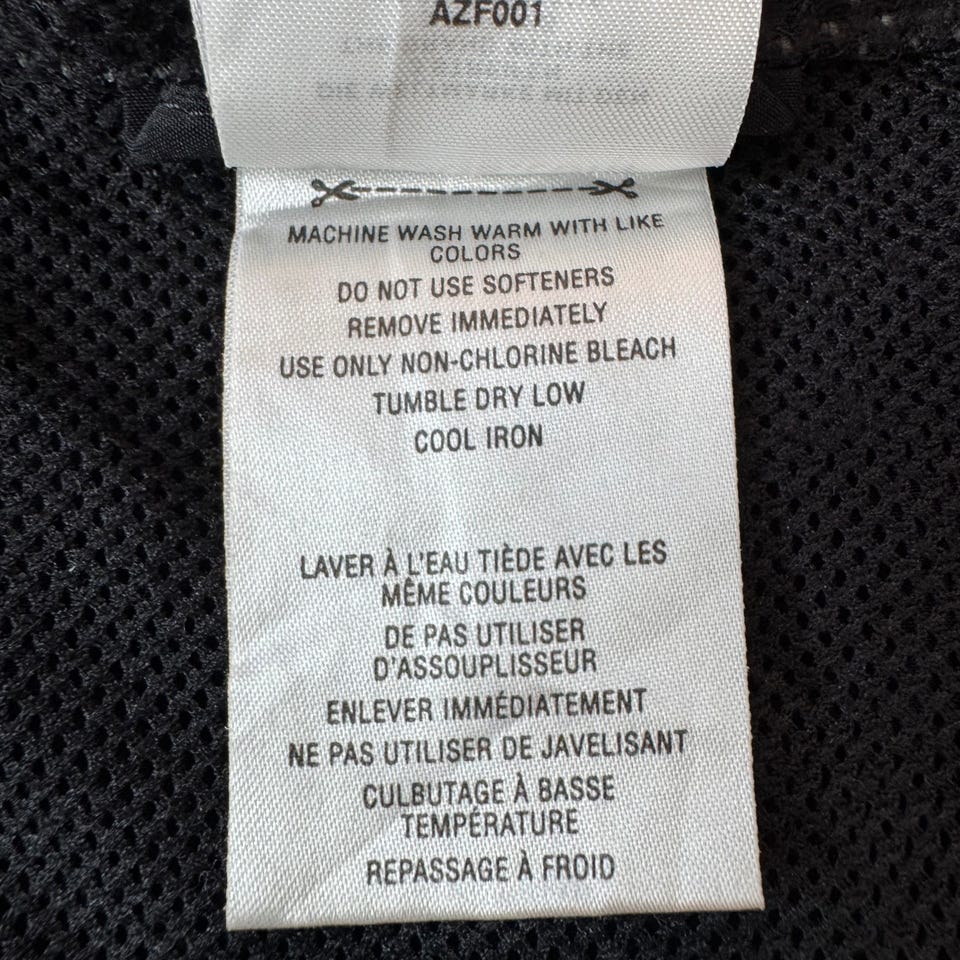 AZF001
MACHINE WASH WARM WITH LIKE
COLORS
DO NOT USE SOFTENERS
REMOVE IMMEDIATELY
USE ONLY NON-CHLORINE BLEACH
TUMBLE DRY LOW
COOL IRON
LAVER À L'EAU TIÈDE AVEC LES
MÊME COULEURS
DE PAS UTILISER
D'ASSOUPLISSEUR
ENLEVER IMMÉDIATEMENT
NE PAS UTILISER DE JAVELISANT
CULBUTAGE À BASSE
TEMPÉRATURE
REPASSAGE À FROID